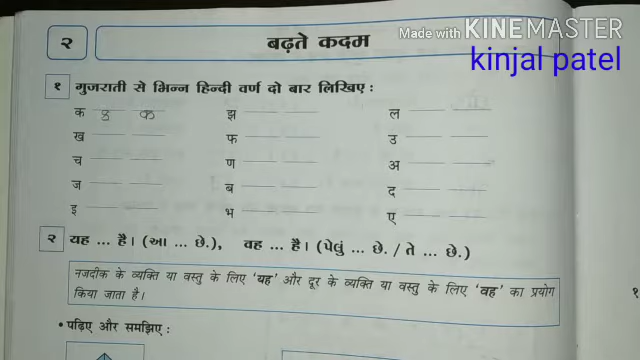 Made with KINEMASTER
kinjal patel
२ बढ़ते कदम
१ गुजराती से भिन्न हिन्दी वर्ण दो बार लिखिए :
क ક क झ ल
ख फ उ
च ण अ
ज ब द
इ भ ए
२ यह ... है। (આ ... છે.), वह ... है। (પેલું ... છે. / તે ... છે.)
नजदीक के व्यक्ति या वस्तु के लिए 'यह' और दूर के व्यक्ति या वस्तु के लिए 'वह' का प्रयोग
किया जाता है।
१
• पढ़िए और समझिए :